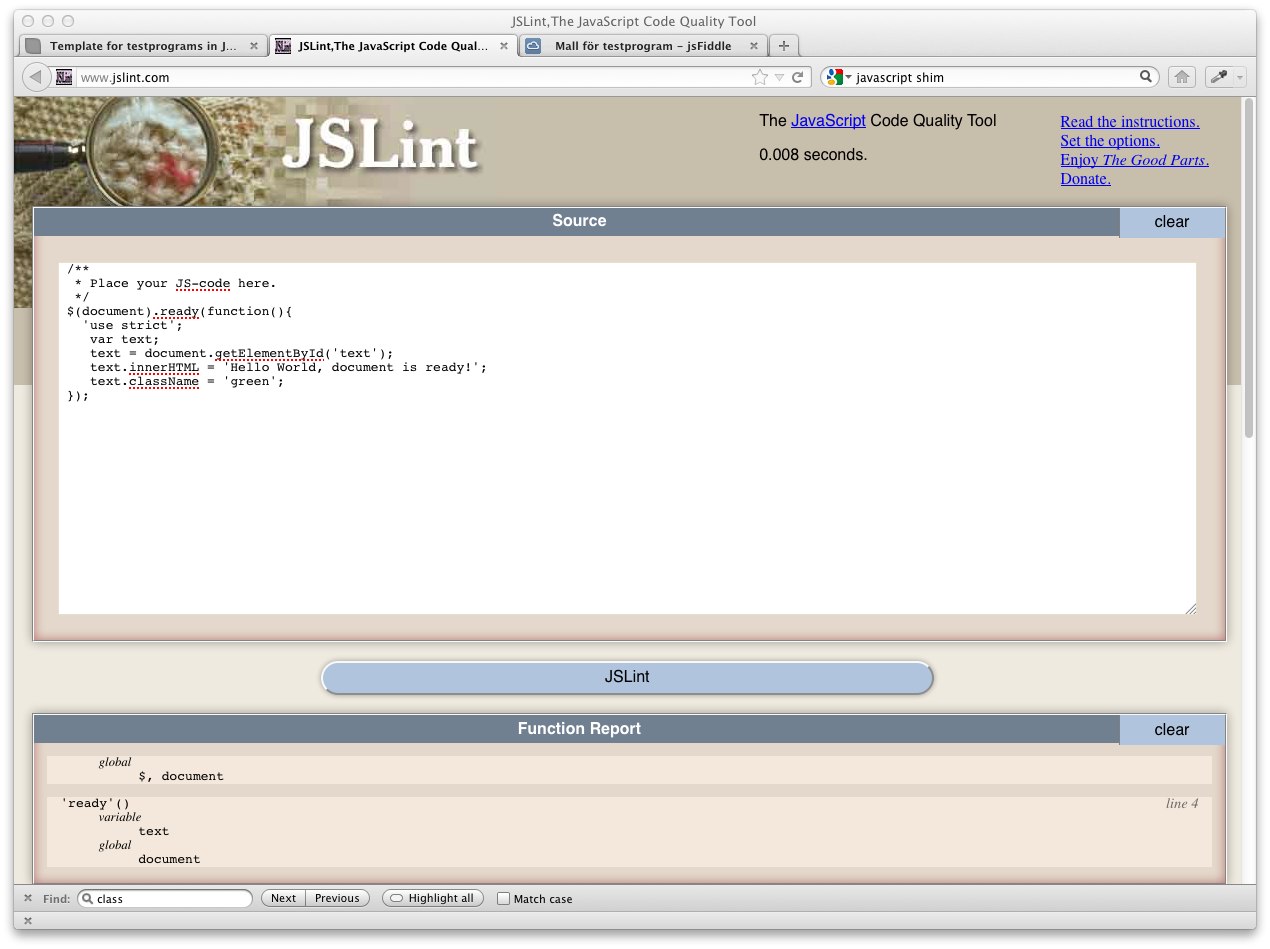 JSLint,The JavaScript Code Quality Tool
Template for testprograms in J...
JSLint,The JavaScript Code Qual...
Mall för testprogram – jsFiddle
www.jslint.com
javascript shim
JSLint
The JavaScript Code Quality Tool
0.008 seconds.
Read the instructions.
Set the options.
Enjoy The Good Parts.
Donate.
Source
clear
/**
 * Place your JS-code here.
 */
$(document).ready(function(){
  'use strict';
   var text;
   text = document.getElementById('text');
   text.innerHTML = 'Hello World, document is ready!';
   text.className = 'green';
});
JSLint
Function Report
clear
global
$, document
'ready'()
line 4
variable
text
global
document
Find:
class
Next
Previous
Highlight all
Match case